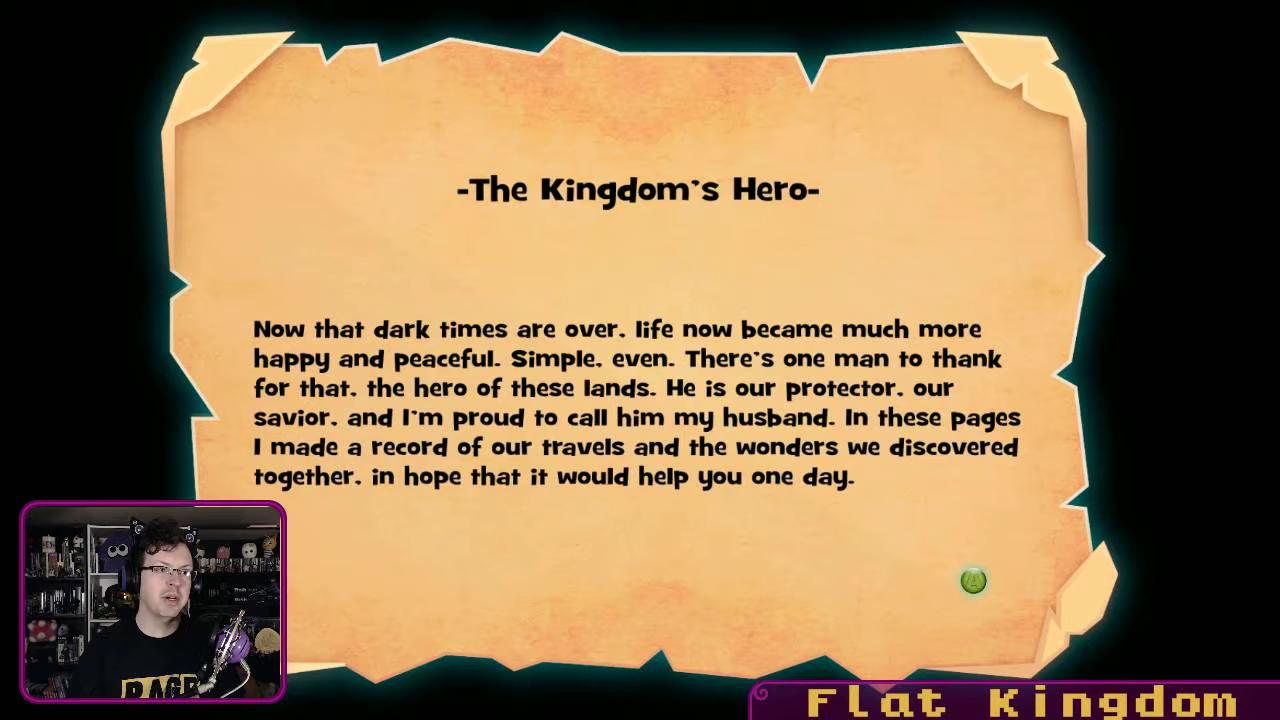 -The Kingdom's Hero-
Now that dark times are over, life now became much more
happy and peaceful. Simple, even. There's one man to thank
for that, the hero of these lands. He is our protector, our
savior, and I'm proud to call him my husband. In these pages
I made a record of our travels and the wonders we discovered
together, in hope that it would help you one day.
A
RAGE
Flat Kingdom